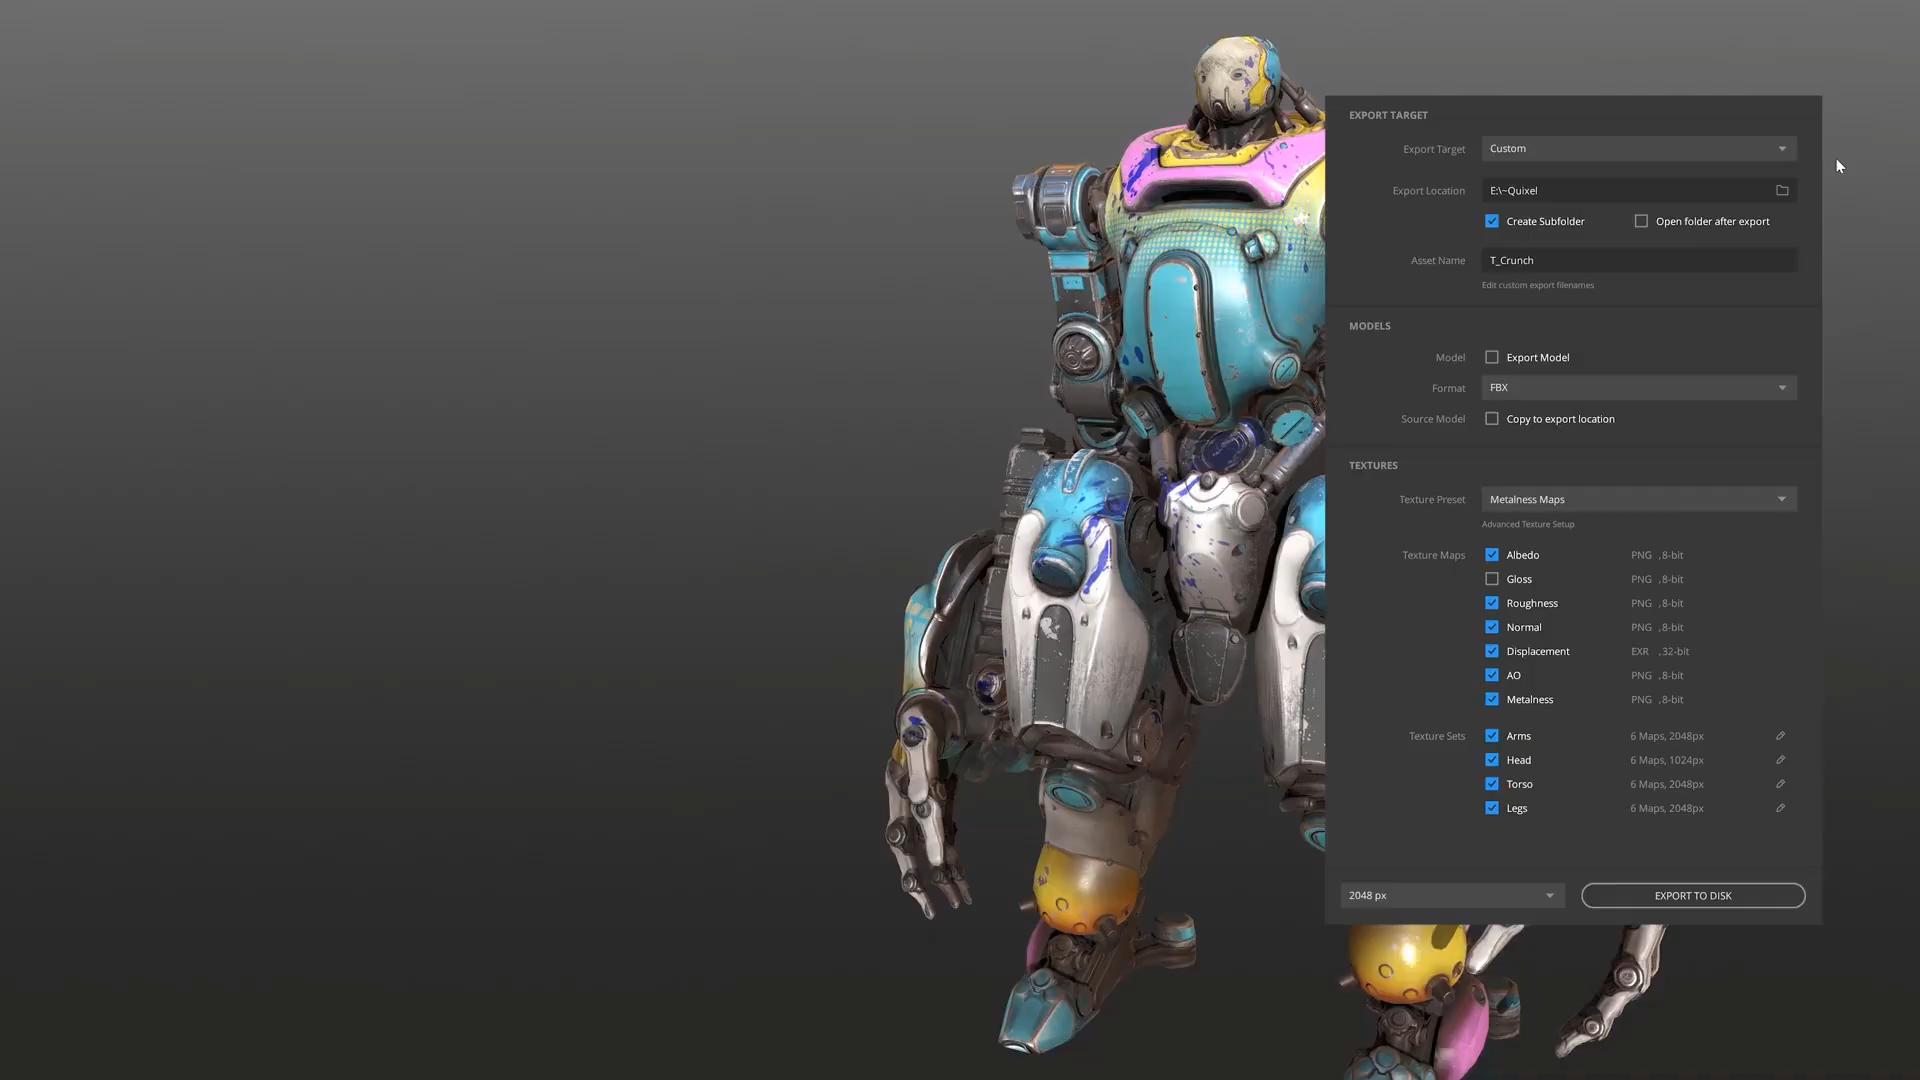 EXPORT TARGET
Export Target Custom
Export Location E:\~Quixel
Create Subfolder Open folder after export
Asset Name T_Crunch
Edit custom export filenames
MODELS
Model Export Model
Format FBX
Source Model Copy to export location
TEXTURES
Texture Preset Metalness Maps
Advanced Texture Setup
Texture Maps Albedo PNG ,8-bit
Gloss PNG ,8-bit
Roughness PNG ,8-bit
Normal PNG ,8-bit
Displacement EXR ,32-bit
AO PNG ,8-bit
Metalness PNG ,8-bit
Texture Sets Arms 6 Maps, 2048px
Head 6 Maps, 1024px
Torso 6 Maps, 2048px
Legs 6 Maps, 2048px
2048 px EXPORT TO DISK